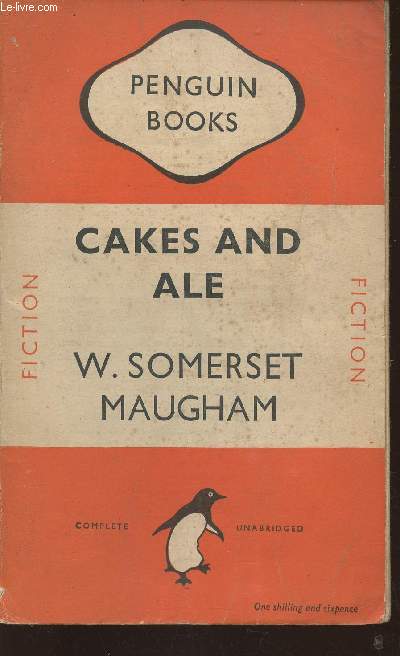 Le-livre.com
PENGUIN
BOOKS
CAKES AND
ALE
FICTION
FICTION
W. SOMERSET
MAUGHAM
COMPLETE
UNABRIDGED
One shilling and sixpence